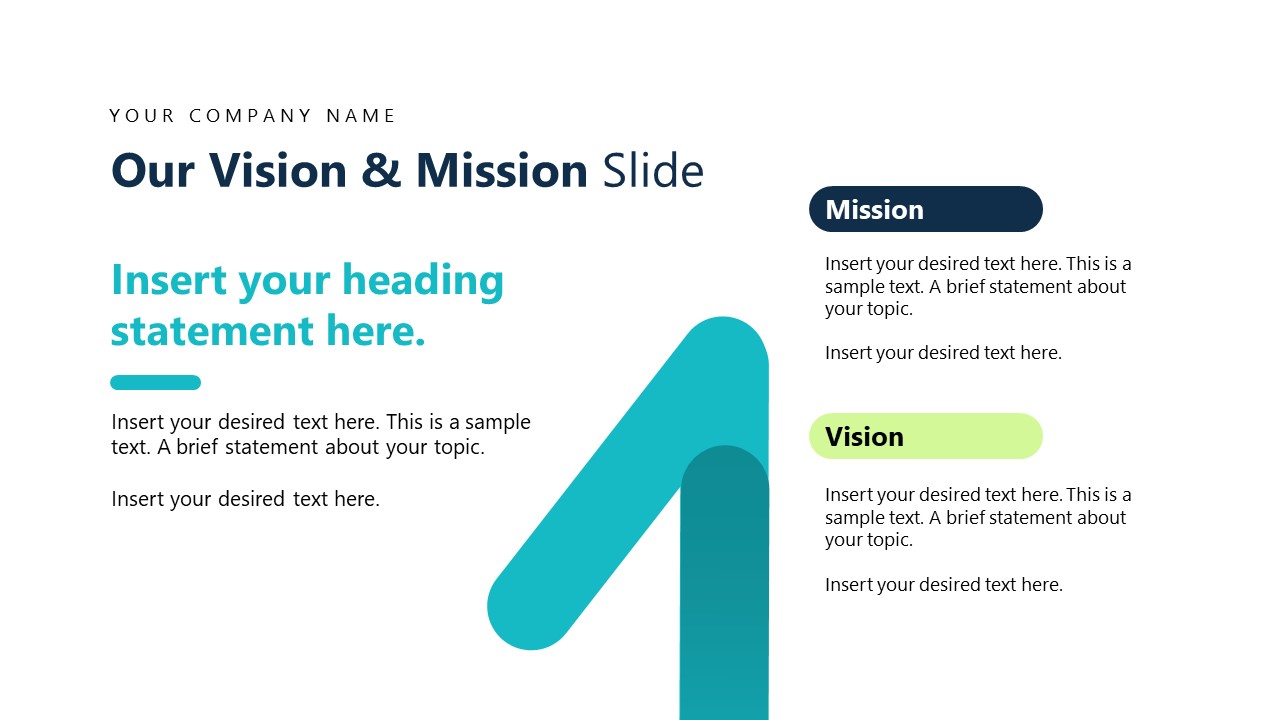 YOUR COMPANY NAME
Our Vision & Mission Slide
Insert your heading
statement here.
Insert your desired text here. This is a sample
text. A brief statement about your topic.
Insert your desired text here.
Mission
Insert your desired text here. This is a
sample text. A brief statement about
your topic.
Insert your desired text here.
Vision
Insert your desired text here. This is a
sample text. A brief statement about
your topic.
Insert your desired text here.